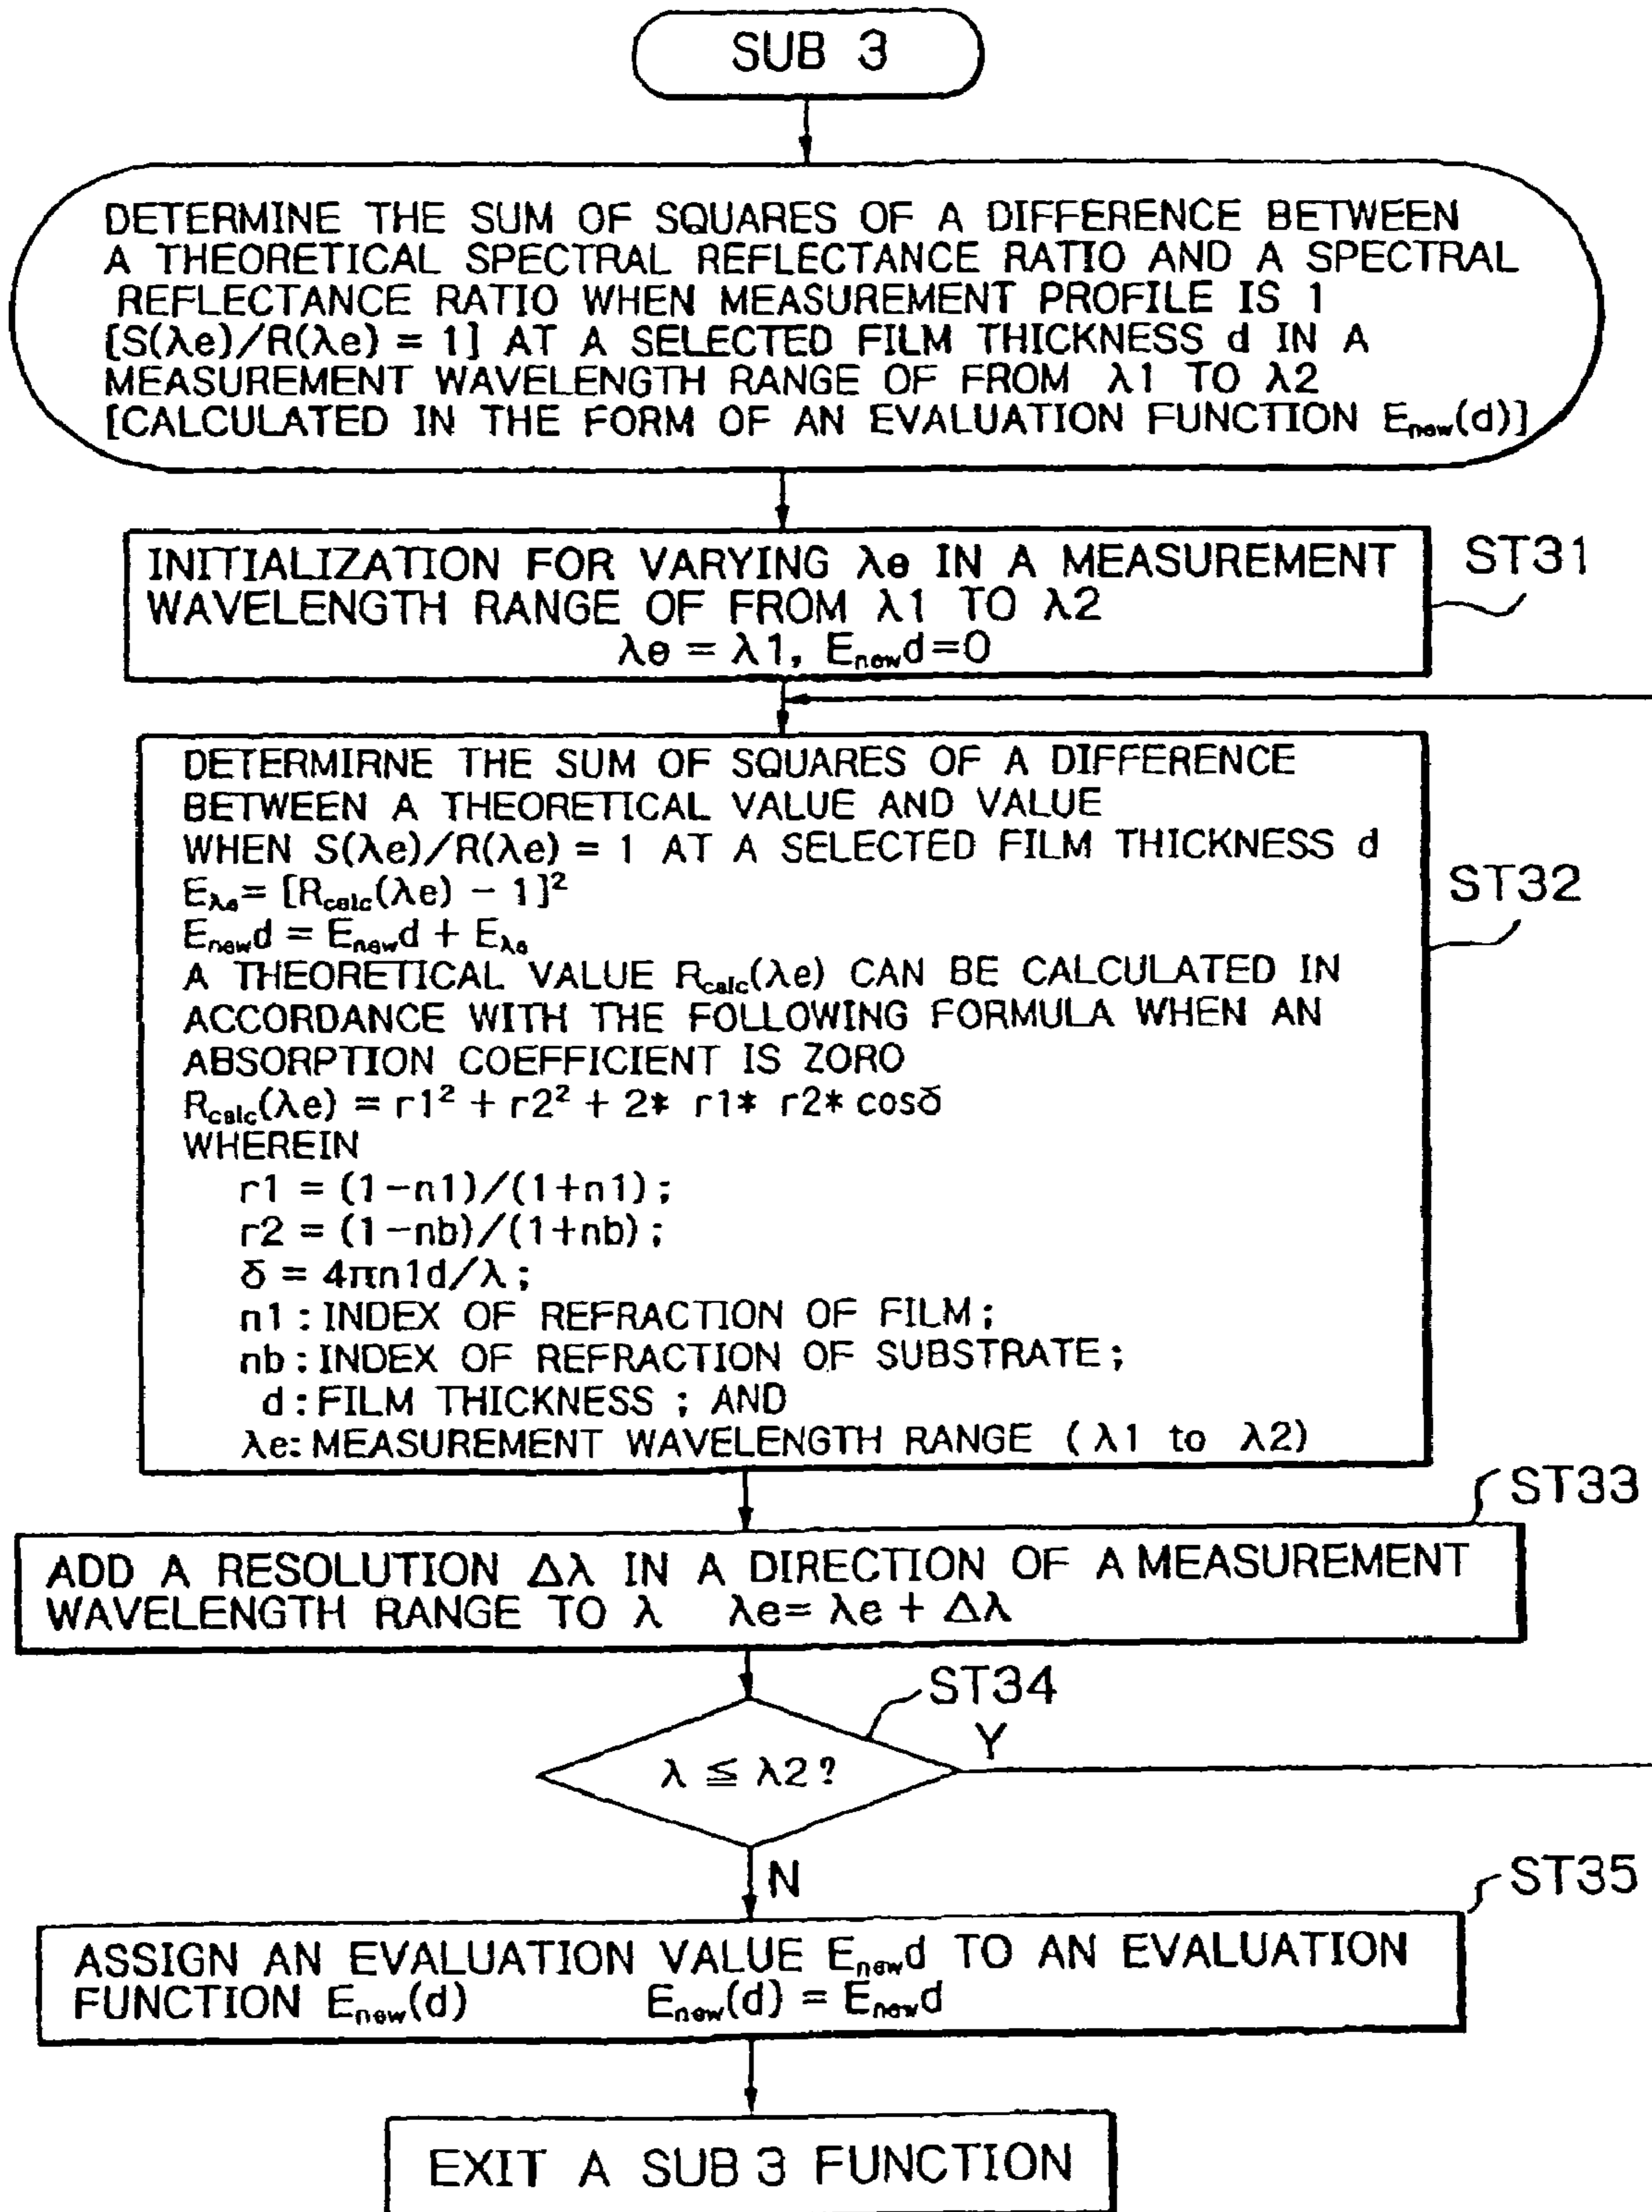 SUB 3
DETERMINE THE SUM OF SQUARES OF A DIFFERENCE BETWEEN
A THEORETICAL SPECTRAL REFLECTANCE RATIO AND A SPECTRAL
REFLECTANCE RATIO WHEN MEASUREMENT PROFILE IS 1
[S(λe)/R(λe) = 1] AT A SELECTED FILM THICKNESS d IN A
MEASUREMENT WAVELENGTH RANGE OF FROM λ1 TO λ2
[CALCULATED IN THE FORM OF AN EVALUATION FUNCTION Enew(d)]
INITIALIZATION FOR VARYING λe IN A MEASUREMENT
WAVELENGTH RANGE OF FROM λ1 TO λ2
λe = λ1, Enewd=0
ST31
DETERMIRNE THE SUM OF SQUARES OF A DIFFERENCE
BETWEEN A THEORETICAL VALUE AND VALUE
WHEN S(λe)/R(λe) = 1 AT A SELECTED FILM THICKNESS d
Eλe= [Rcalc(λe) - 1]²
Enewd = Enewd + Eλe
A THEORETICAL VALUE Rcalc(λe) CAN BE CALCULATED IN
ACCORDANCE WITH THE FOLLOWING FORMULA WHEN AN
ABSORPTION COEFFICIENT IS ZORO
Rcalc(λe) = r1² + r2² + 2* r1* r2* cosδ
WHEREIN
r1 = (1-n1)/(1+n1);
r2 = (1-nb)/(1+nb);
δ = 4πn1d/λ;
n1: INDEX OF REFRACTION OF FILM;
nb: INDEX OF REFRACTION OF SUBSTRATE;
d: FILM THICKNESS ; AND
λe: MEASUREMENT WAVELENGTH RANGE (λ1 to λ2)
ST32
ST33
ADD A RESOLUTION Δλ IN A DIRECTION OF A MEASUREMENT
WAVELENGTH RANGE TO λ λe= λe + Δλ
ST34
λ ≦ λ2?
Y
N
ST35
ASSIGN AN EVALUATION VALUE Enewd TO AN EVALUATION
FUNCTION Enew(d) Enew(d) = Enewd
EXIT A SUB 3 FUNCTION